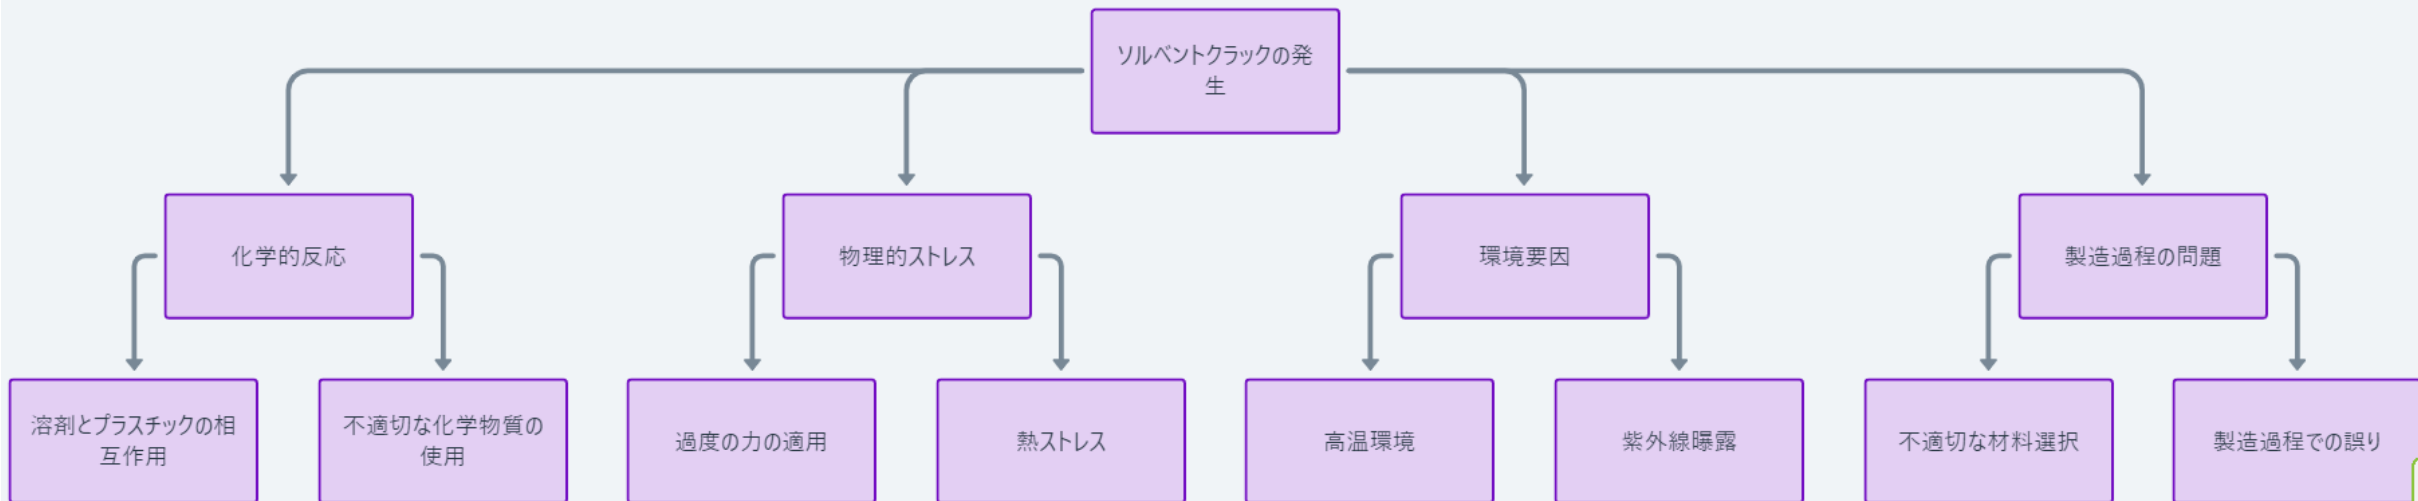 ソルベントクラックの発
生
化学的反応
物理的ストレス
環境要因
製造過程の問題
溶剤とプラスチックの相
互作用
不適切な化学物質の
使用
過度の力の適用
熱ストレス
高温環境
紫外線曝露
不適切な材料選択
製造過程での誤り